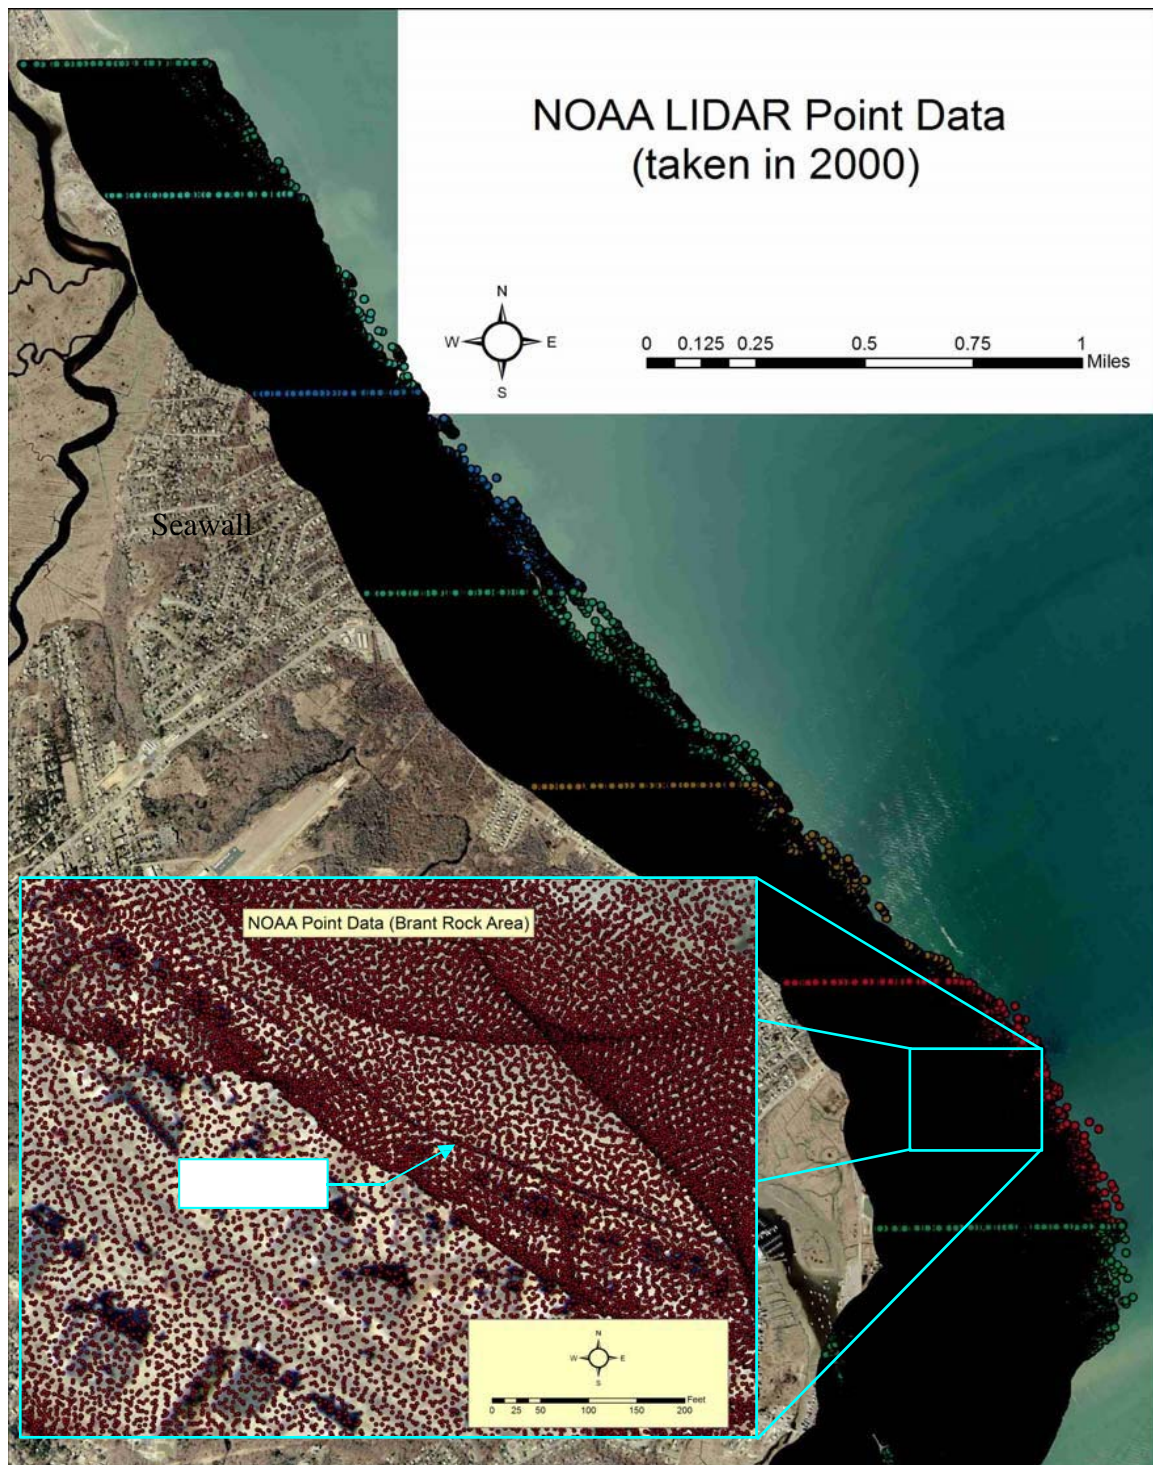 NOAA LIDAR Point Data
(taken in 2000)
N
W E
S
0 0.125 0.25 0.5 0.75 1
Miles
Seawall
NOAA Point Data (Brant Rock Area)
N
W E
S
Feet
0 25 50 100 150 200